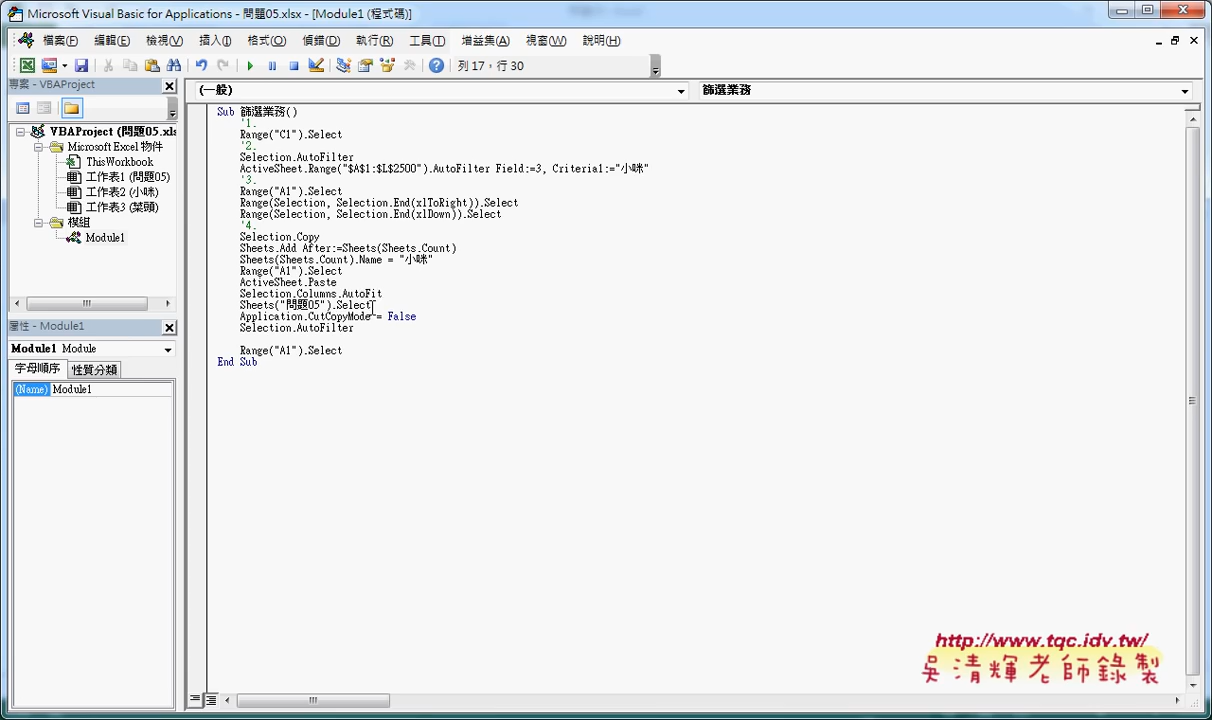 Microsoft Visual Basic for Applications - 問題05.xlsx - [Module1 (程式碼)]
檔案(F) 編輯(E) 檢視(V) 插入(I) 格式(O) 偵錯(D) 執行(R) 工具(T) 增益集(A) 視窗(W) 說明(H)
列 17，行 30
專案 - VBAProject
(一般)
篩選業務
VBAProject (問題05.xls
Microsoft Excel 物件
ThisWorkbook
工作表1 (問題05)
工作表2 (小咪)
工作表3 (菜頭)
模組
Module1
屬性 - Module1
Module1 Module
字母順序 性質分類
(Name) Module1
Sub 篩選業務()
'1.
Range("C1").Select
'2.
Selection.AutoFilter
ActiveSheet.Range("$A$1:$L$2500").AutoFilter Field:=3, Criteria1:="小咪"
'3.
Range("A1").Select
Range(Selection, Selection.End(xlToRight)).Select
Range(Selection, Selection.End(xlDown)).Select
'4.
Selection.Copy
Sheets.Add After:=Sheets(Sheets.Count)
Sheets(Sheets.Count).Name = "小咪"
Range("A1").Select
ActiveSheet.Paste
Selection.Columns.AutoFit
Sheets("問題05").Select
Application.CutCopyMode = False
Selection.AutoFilter
Range("A1").Select
End Sub
http://www.tqc.idv.tw/
吳清輝老師錄製